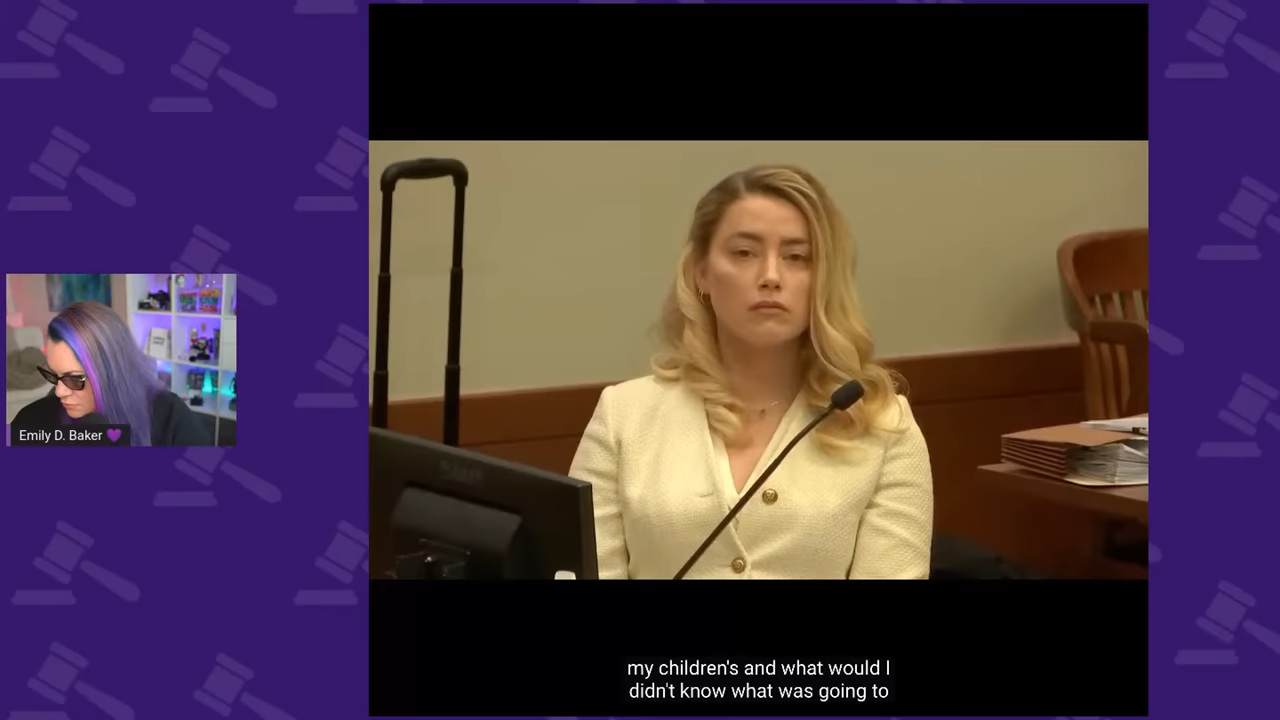 Emily D. Baker 💜
my children's and what would I
didn't know what was going to